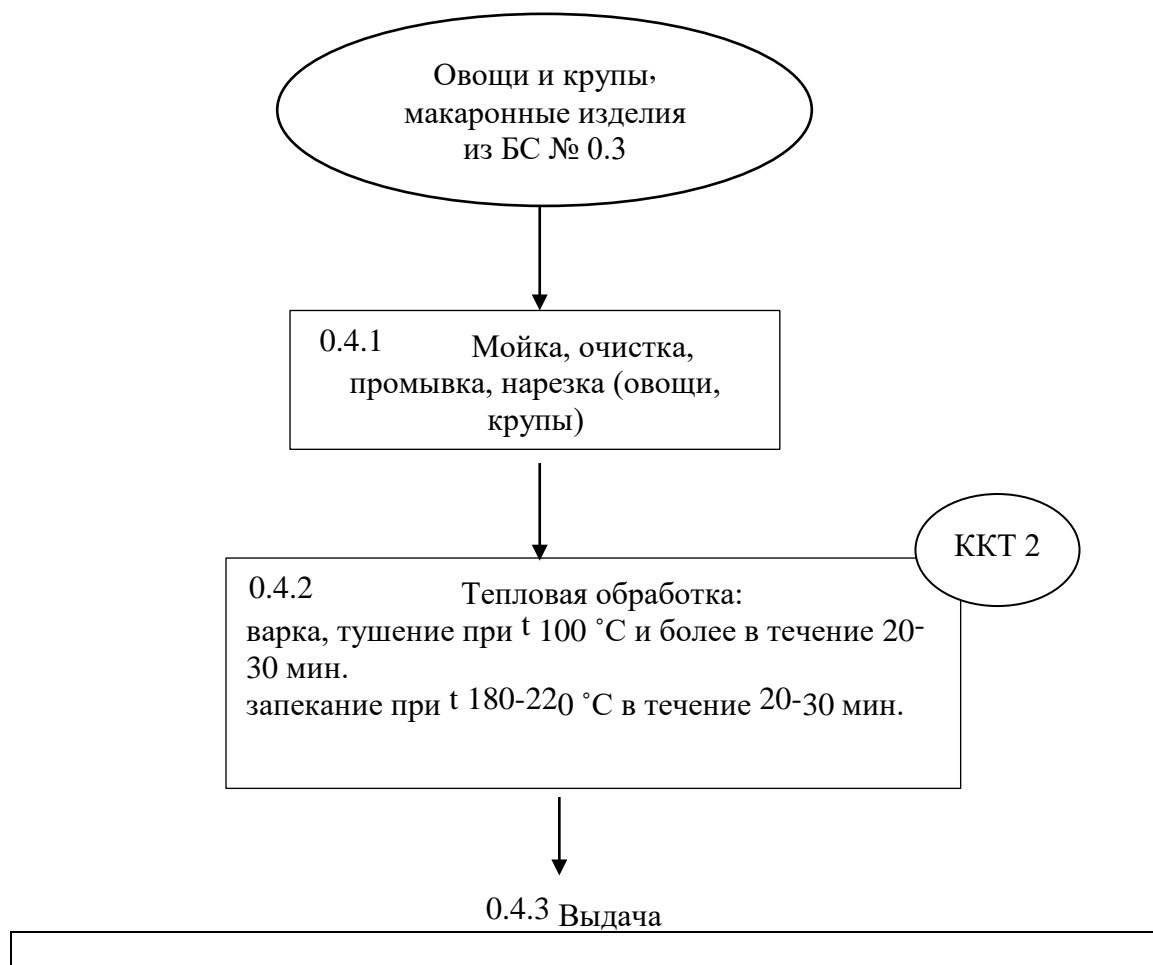 Овощи и крупы,
макаронные изделия
из БС № 0.3
0.4.1 Мойка, очистка,
промывка, нарезка (овощи,
крупы)
ККТ 2
0.4.2 Тепловая обработка:
варка, тушение при t 100 ˚С и более в течение 20-
30 мин.
запекание при t 180-220 ˚С в течение 20-30 мин.
0.4.3 Выдача